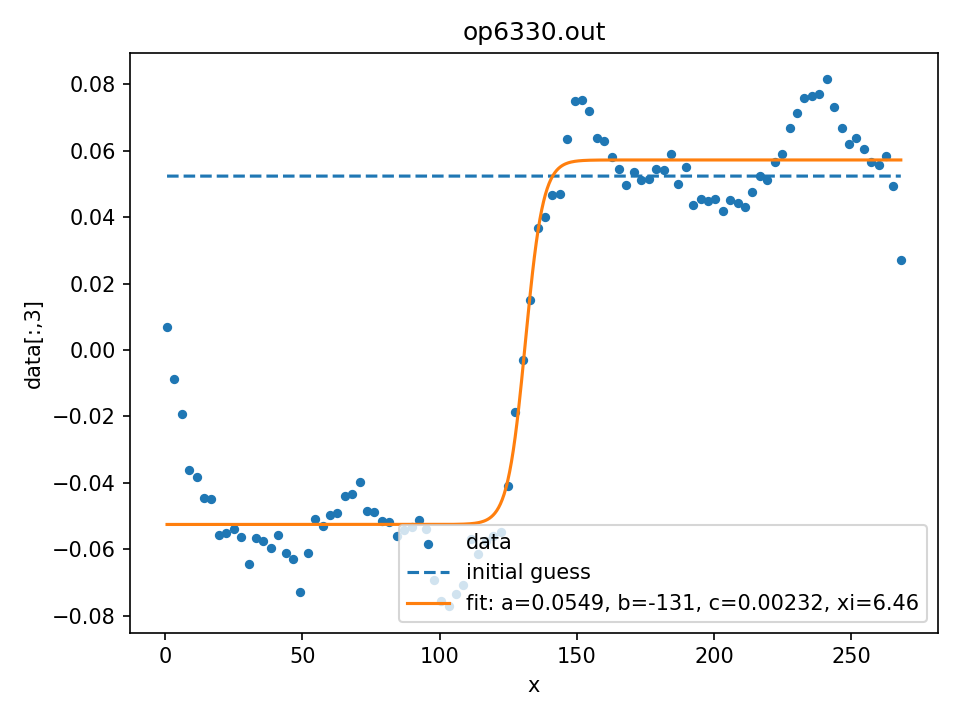 op6330.out
data[:,3]
0.08
0.06
0.04
0.02
0.00
−0.02
−0.04
−0.06
−0.08
data
initial guess
fit: a=0.0549, b=-131, c=0.00232, xi=6.46
0 50 100 150 200 250
x